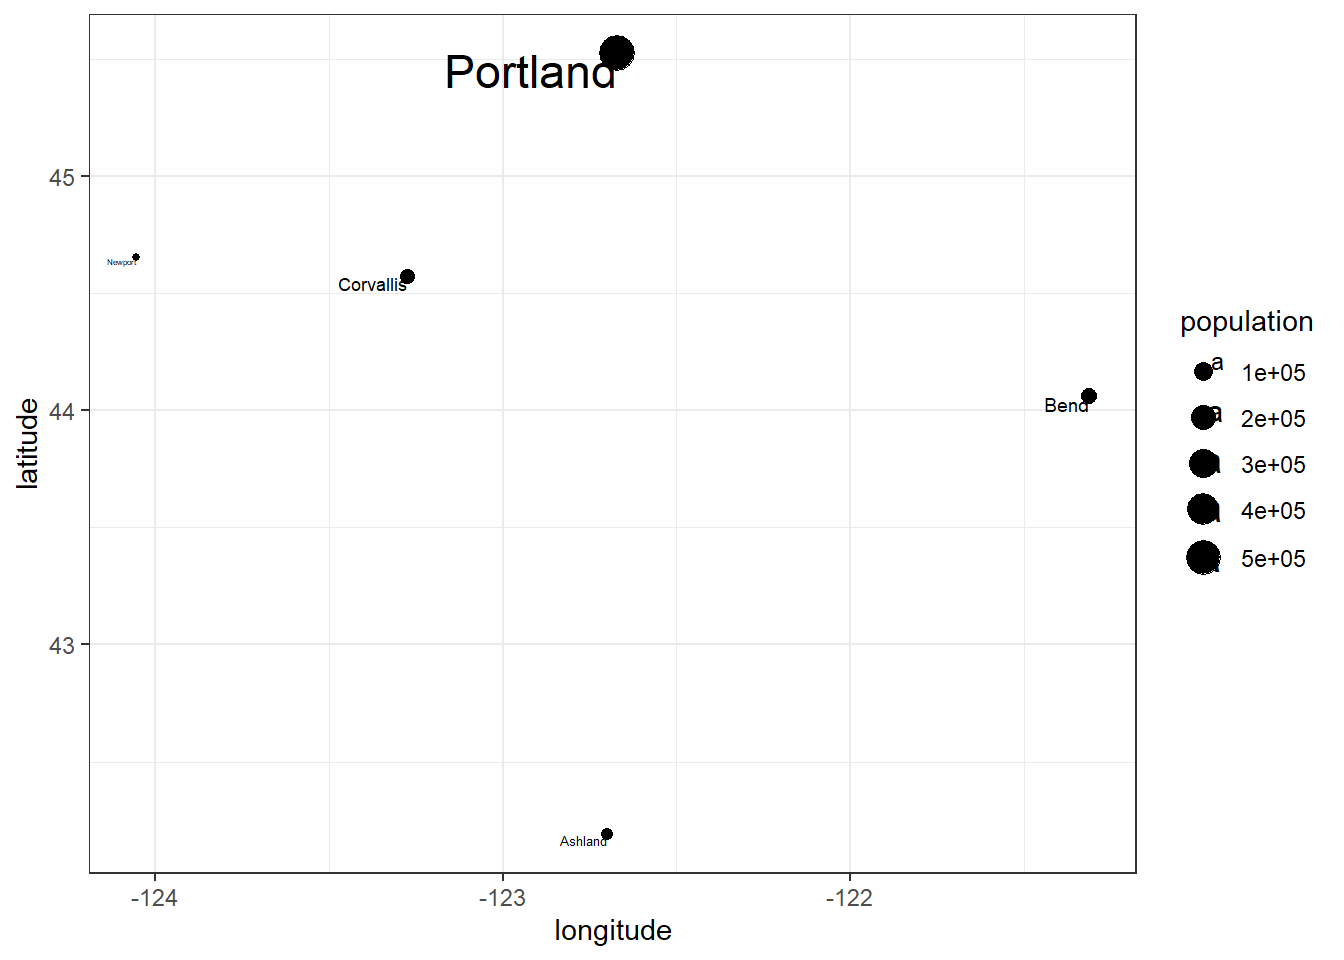 Portland
45
Newport
Corvallis
44
Bend
43
Ashland
-124
-123
-122
longitude
latitude
population
a 1e+05
a 2e+05
a 3e+05
a 4e+05
a 5e+05